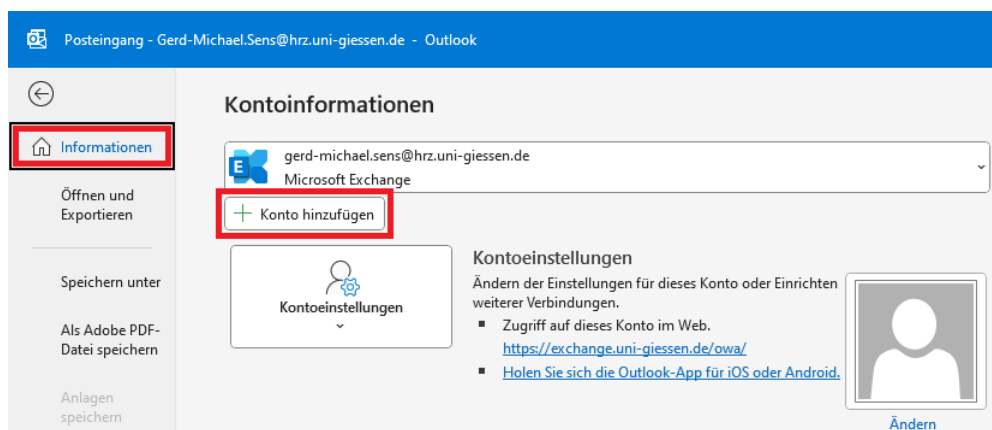 Posteingang - Gerd-Michael.Sens@hrz.uni-giessen.de - Outlook
Informationen
Öffnen und
Exportieren
Speichern unter
Als Adobe PDF-
Datei speichern
Anlagen
speichern
Kontoinformationen
E
gerd-michael.sens@hrz.uni-giessen.de
Microsoft Exchange
Konto hinzufügen
Kontoeinstellungen
Kontoeinstellungen
Ändern der Einstellungen für dieses Konto oder Einrichten
weiterer Verbindungen.
▪ Zugriff auf dieses Konto im Web.
https://exchange.uni-giessen.de/owa/
▪ Holen Sie sich die Outlook-App für iOS oder Android.
Ändern